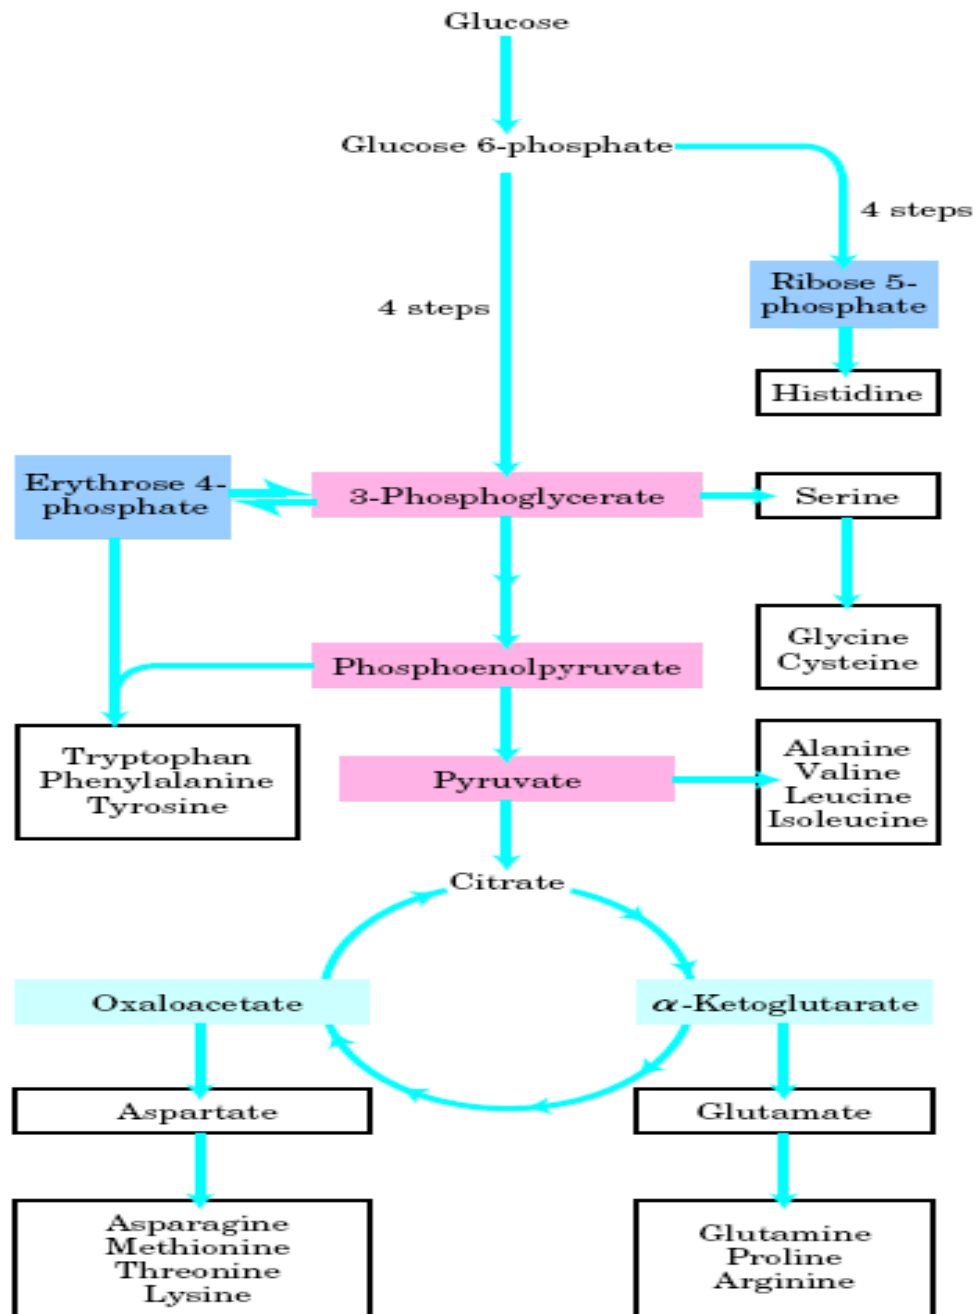 Glucose
Glucose 6-phosphate
4 steps
Ribose 5-
phosphate
4 steps
Histidine
Erythrose 4-
phosphate
3-Phosphoglycerate
Serine
Glycine
Cysteine
Phosphoenolpyruvate
Tryptophan
Phenylalanine
Tyrosine
Pyruvate
Alanine
Valine
Leucine
Isoleucine
Citrate
Oxaloacetate
α-Ketoglutarate
Aspartate
Glutamate
Asparagine
Methionine
Threonine
Lysine
Glutamine
Proline
Arginine